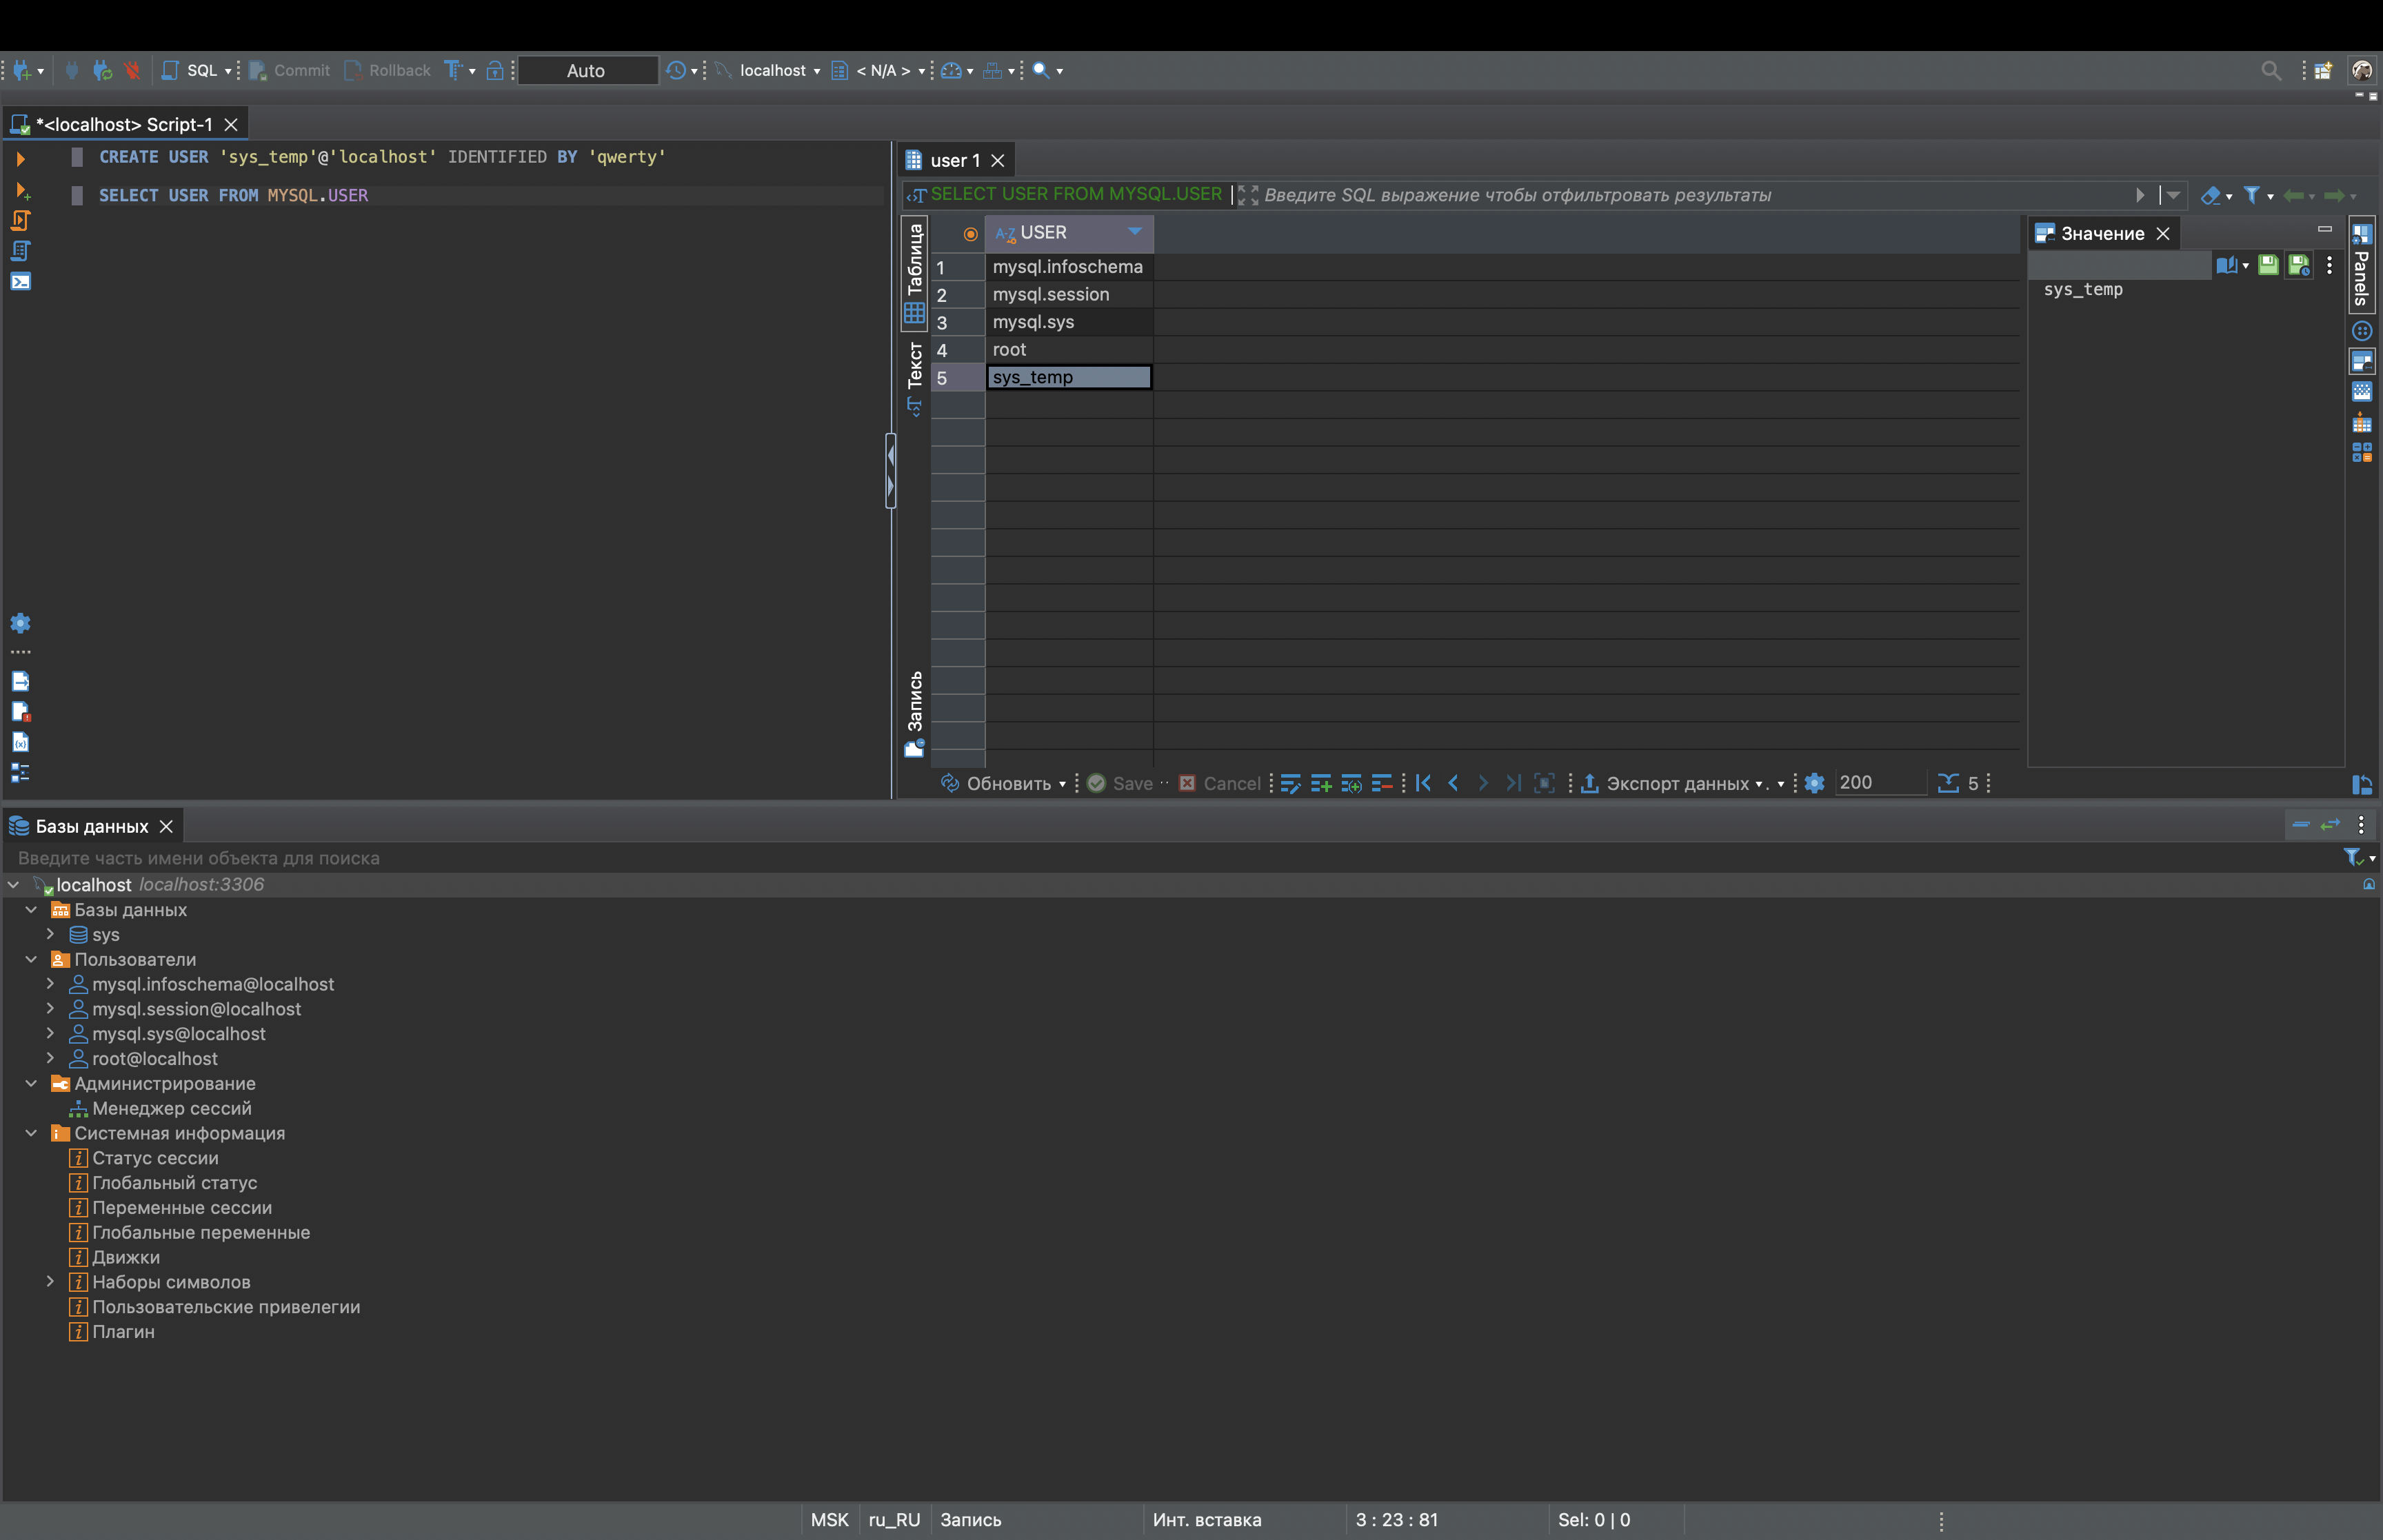 SQL Commit Rollback Auto localhost < N/A >
*<localhost> Script-1
CREATE USER 'sys_temp'@'localhost' IDENTIFIED BY 'qwerty'
SELECT USER FROM MYSQL.USER
user 1
SELECT USER FROM MYSQL.USER Введите SQL выражение чтобы отфильтровать результаты
Таблица
Текст
Запись
USER
1 mysql.infoschema
2 mysql.session
3 mysql.sys
4 root
5 sys_temp
Значение
sys_temp
Panels
Обновить Save Cancel Экспорт данных 200 5
Базы данных
Введите часть имени объекта для поиска
localhost localhost:3306
Базы данных
sys
Пользователи
mysql.infoschema@localhost
mysql.session@localhost
mysql.sys@localhost
root@localhost
Администрирование
Менеджер сессий
Системная информация
Статус сессии
Глобальный статус
Переменные сессии
Глобальные переменные
Движки
Наборы символов
Пользовательские привелегии
Плагин
MSK ru_RU Запись Инт. вставка 3 : 23 : 81 Sel: 0 | 0